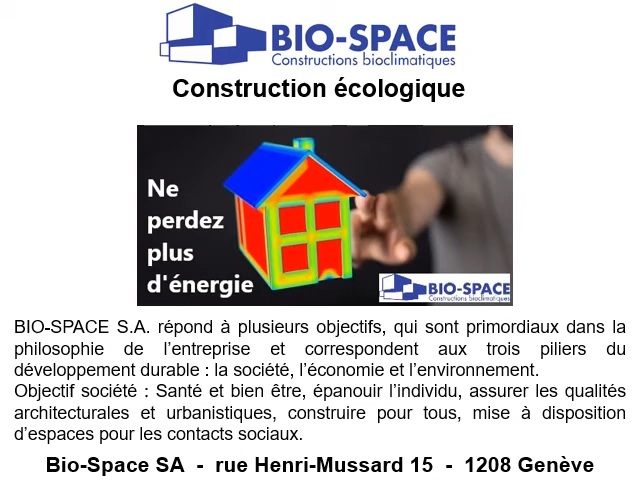 BIO-SPACE
Constructions bioclimatiques
Construction écologique
Ne
perdez
plus
d'énergie
BIO-SPACE
Constructions bioclimatiques
BIO-SPACE S.A. répond à plusieurs objectifs, qui sont primordiaux dans la
philosophie de l’entreprise et correspondent aux trois piliers du
développement durable : la société, l’économie et l’environnement.
Objectif société : Santé et bien être, épanouir l’individu, assurer les qualités
architecturales et urbanistiques, construire pour tous, mise à disposition
d’espaces pour les contacts sociaux.
Bio-Space SA - rue Henri-Mussard 15 - 1208 Genève